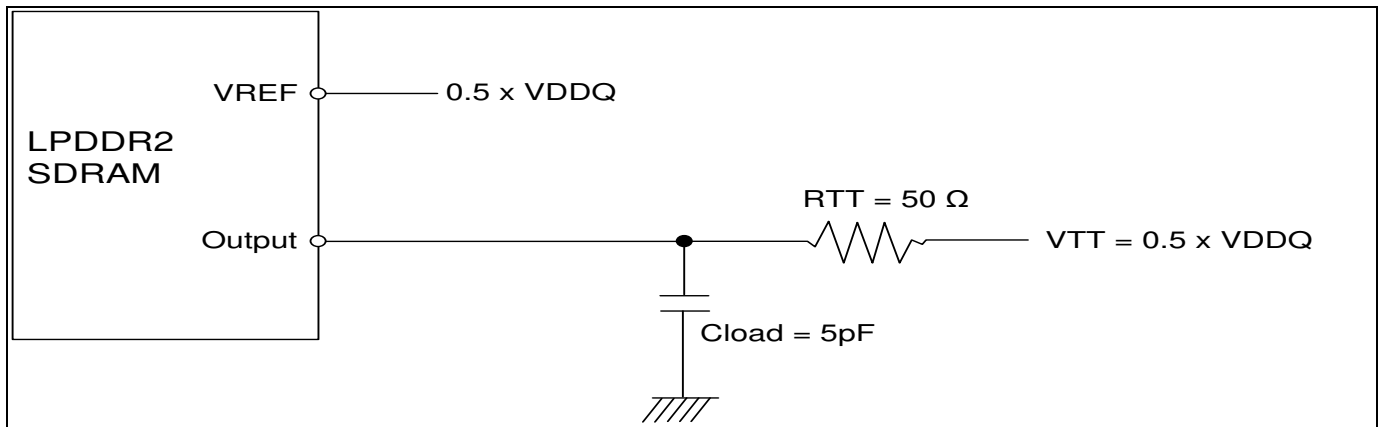 VREF
0.5 x VDDQ
LPDDR2
SDRAM
RTT = 50 Ω
Output
VTT = 0.5 x VDDQ
Cload = 5pF